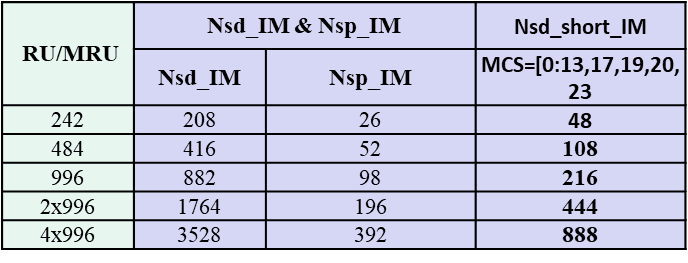 RU/MRU Nsd_IM & Nsp_IM Nsd_short_IM
Nsd_IM Nsp_IM MCS=[0:13,17,19,20,
23
242 208 26 48
484 416 52 108
996 882 98 216
2x996 1764 196 444
4x996 3528 392 888